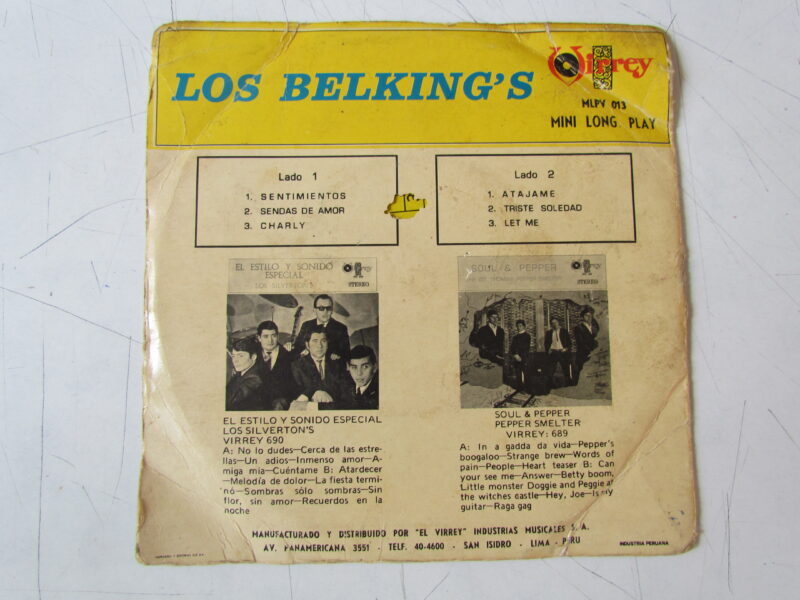 LOS BELKING'S
Virrey
MLPV 013
MINI LONG PLAY
Lado 1
1. SENTIMIENTOS
2. SENDAS DE AMOR
3. CHARLY
Lado 2
1. ATAJAME
2. TRISTE SOLEDAD
3. LET ME
EL ESTILO Y SONIDO
ESPECIAL
LOS SILVERTON'S
STEREO
SOUL & PEPPER
STEREO
EL ESTILO Y SONIDO ESPECIAL
LOS SILVERTON'S
VIRREY 690
A: No lo dudes—Cerca de las estre-
llas—Un adios—Inmenso amor—A-
miga mia—Cuéntame B: Atardecer
—Melodía de dolor—La fiesta termi-
nó—Sombras sólo sombras—Sin
flor, sin amor—Recuerdos en la
noche
SOUL & PEPPER
PEPPER SMELTER
VIRREY: 689
A: In a gadda da vida—Pepper's
boogaloo—Strange brew—Words of
pain—People—Heart teaser B: Can
your see me—Answer—Betty boom,
Little monster Doggie and Peggie at
the witches castle—Hey, Joe—Is my
guitar—Raga gag
MANUFACTURADO Y DISTRIBUIDO POR "EL VIRREY" INDUSTRIAS MUSICALES S. A.
AV. PANAMERICANA 3551 - TELF. 40-4600 - SAN ISIDRO - LIMA - PERU
INDUSTRIA PERUANA